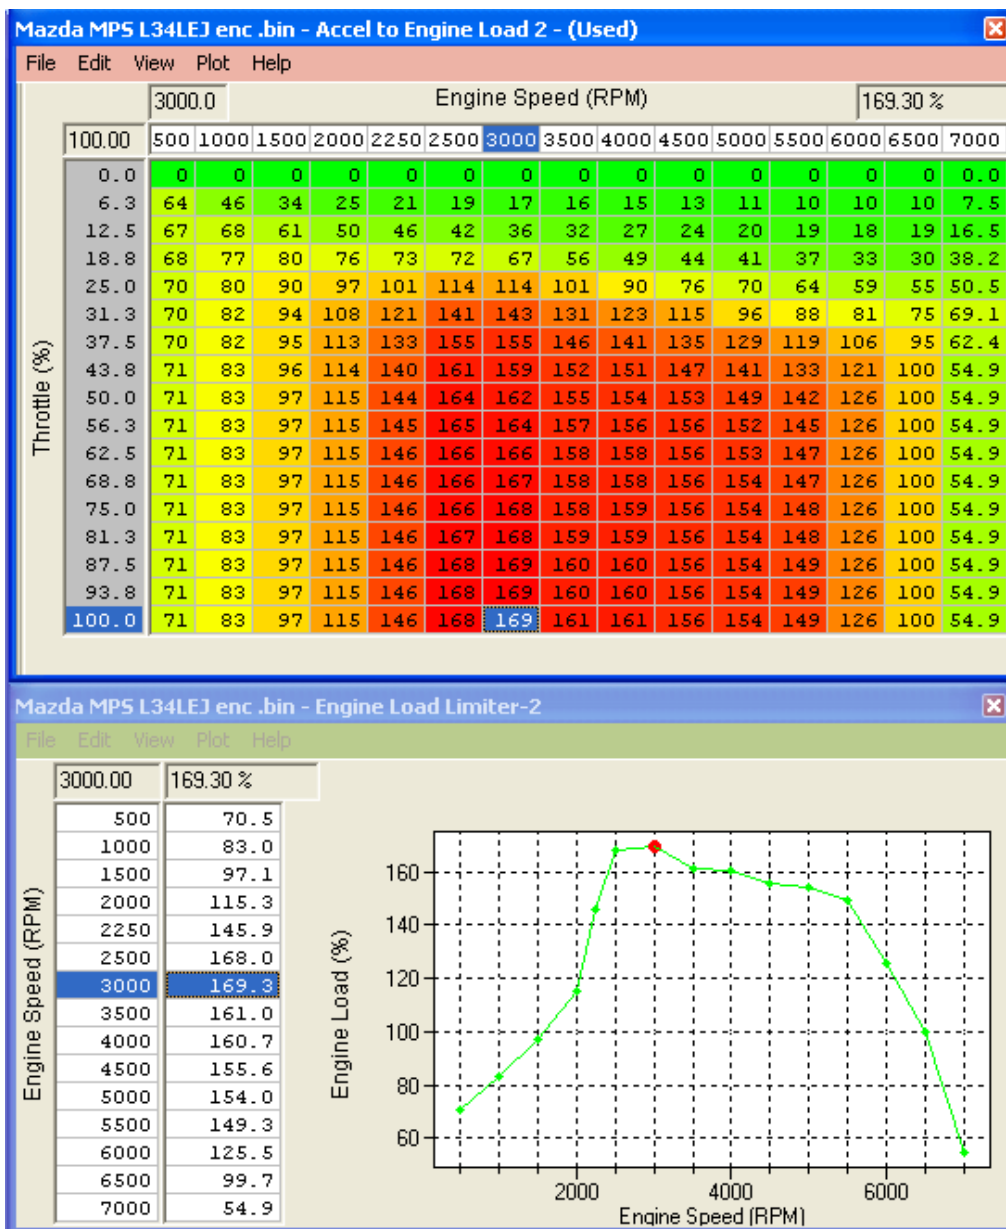 Mazda MPS L34LEJ enc .bin - Accel to Engine Load 2 - (Used)
File Edit View Plot Help
3000.0 Engine Speed (RPM) 169.30 %
100.00 500 1000 1500 2000 2250 2500 3000 3500 4000 4500 5000 5500 6000 6500 7000
Throttle (%)
0.0 0 0 0 0 0 0 0 0 0 0 0 0 0 0 0.0
6.3 64 46 34 25 21 19 17 16 15 13 11 10 10 10 7.5
12.5 67 68 61 50 46 42 36 32 27 24 20 19 18 19 16.5
18.8 68 77 80 76 73 72 67 56 49 44 41 37 33 30 38.2
25.0 70 80 90 97 101 114 114 101 90 76 70 64 59 55 50.5
31.3 70 82 94 108 121 141 143 131 123 115 96 88 81 75 69.1
37.5 70 82 95 113 133 155 155 146 141 135 129 119 106 95 62.4
43.8 71 83 96 114 140 161 159 152 151 147 141 133 121 100 54.9
50.0 71 83 97 115 144 164 162 155 154 153 149 142 126 100 54.9
56.3 71 83 97 115 145 165 164 157 156 156 152 145 126 100 54.9
62.5 71 83 97 115 146 166 166 158 158 156 153 147 126 100 54.9
68.8 71 83 97 115 146 166 167 158 158 156 154 147 126 100 54.9
75.0 71 83 97 115 146 166 168 158 159 156 154 148 126 100 54.9
81.3 71 83 97 115 146 167 168 159 159 156 154 148 126 100 54.9
87.5 71 83 97 115 146 168 169 160 160 156 154 149 126 100 54.9
93.8 71 83 97 115 146 168 169 160 160 156 154 149 126 100 54.9
100.0 71 83 97 115 146 168 169 161 161 156 154 149 126 100 54.9
Mazda MPS L34LEJ enc .bin - Engine Load Limiter-2
File Edit View Plot Help
3000.00 169.30 %
Engine Speed (RPM)
500 70.5
1000 83.0
1500 97.1
2000 115.3
2250 145.9
2500 168.0
3000 169.3
3500 161.0
4000 160.7
4500 155.6
5000 154.0
5500 149.3
6000 125.5
6500 99.7
7000 54.9
Engine Load (%)
160
140
120
100
80
60
2000 4000 6000
Engine Speed (RPM)